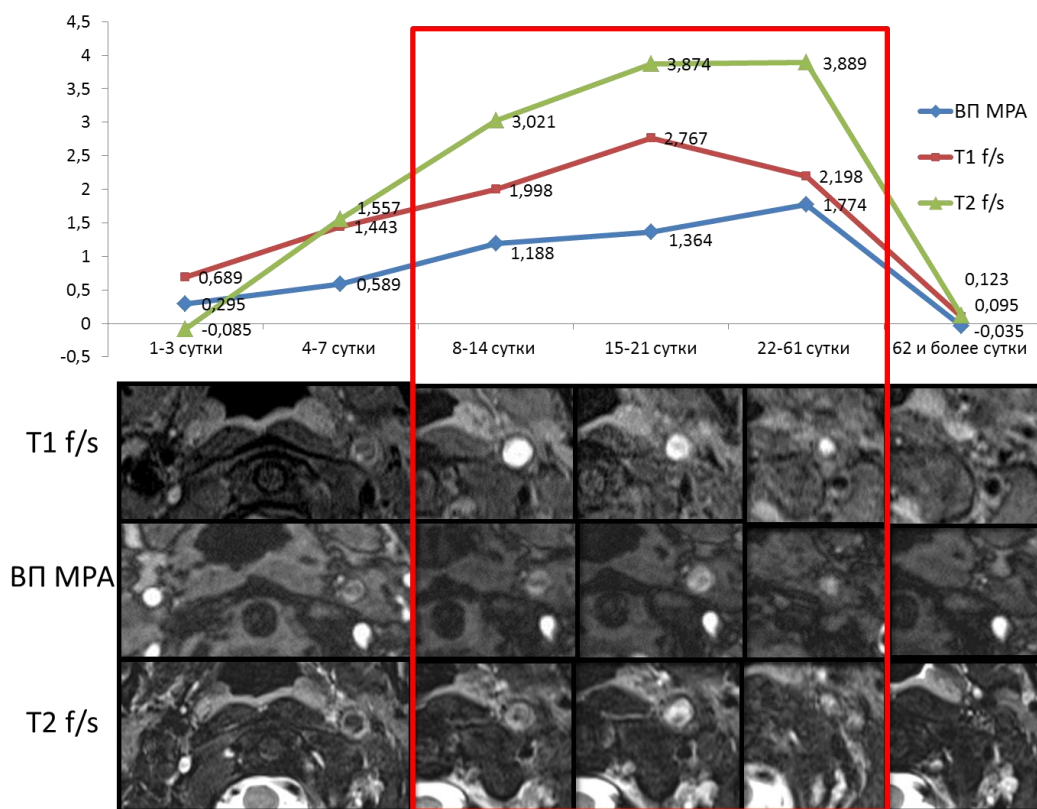 4,5
4
3,5
3
2,5
2
1,5
1
0,5
0
-0,5
3,874
3,889
3,021
2,767
2,198
1,998
1,774
1,557
1,443
1,364
1,188
0,689
0,589
0,295
-0,085
0,123
0,095
-0,035
ВП МРА
T1 f/s
T2 f/s
1-3 сутки
4-7 сутки
8-14 сутки
15-21 сутки
22-61 сутки
62 и более сутки
T1 f/s
ВП МРА
T2 f/s